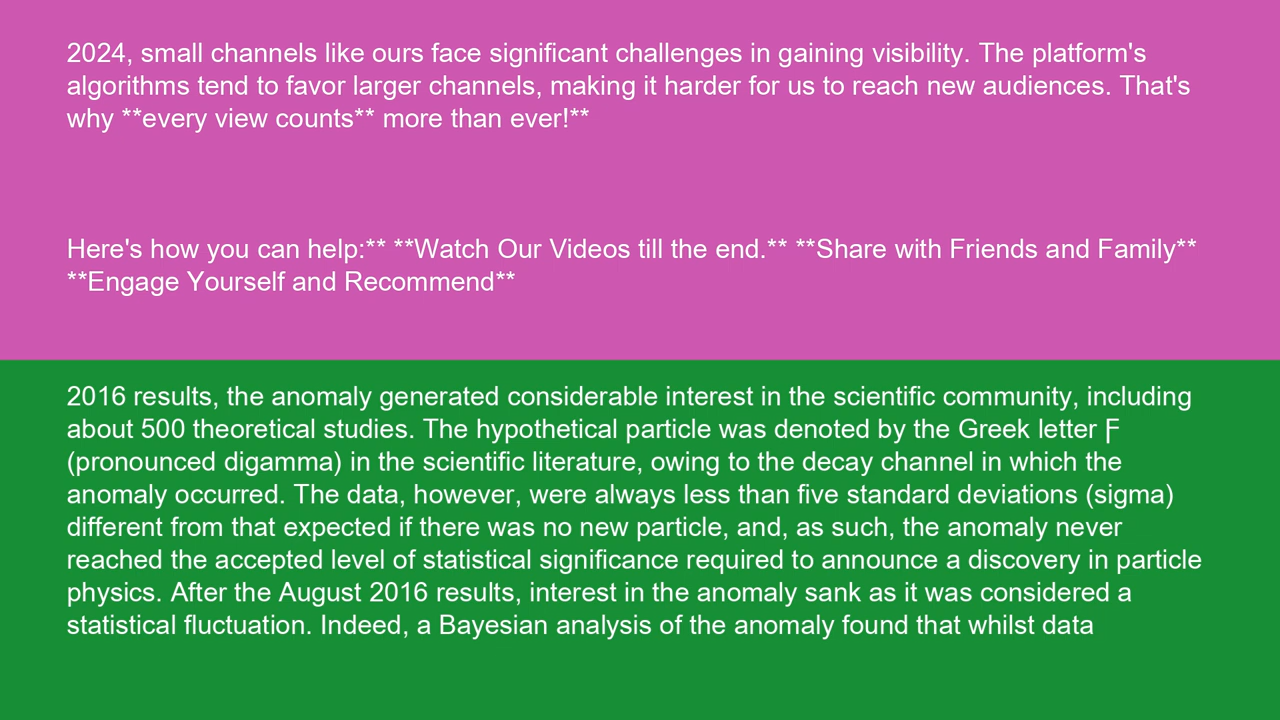 2024, small channels like ours face significant challenges in gaining visibility. The platform's
algorithms tend to favor larger channels, making it harder for us to reach new audiences. That's
why **every view counts** more than ever!**
Here's how you can help:** **Watch Our Videos till the end.** **Share with Friends and Family**
**Engage Yourself and Recommend**
2016 results, the anomaly generated considerable interest in the scientific community, including
about 500 theoretical studies. The hypothetical particle was denoted by the Greek letter Ϝ
(pronounced digamma) in the scientific literature, owing to the decay channel in which the
anomaly occurred. The data, however, were always less than five standard deviations (sigma)
different from that expected if there was no new particle, and, as such, the anomaly never
reached the accepted level of statistical significance required to announce a discovery in particle
physics. After the August 2016 results, interest in the anomaly sank as it was considered a
statistical fluctuation. Indeed, a Bayesian analysis of the anomaly found that whilst data